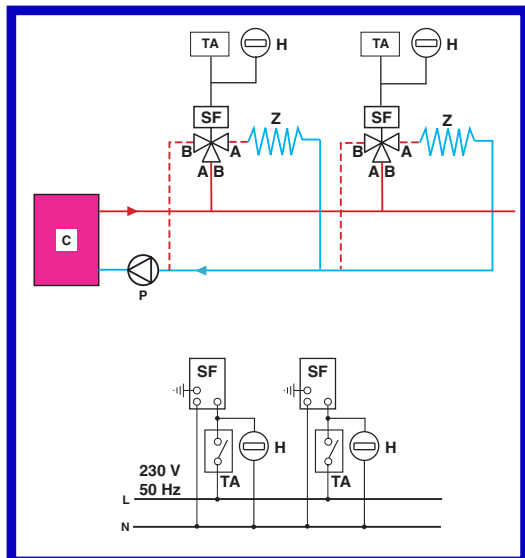 TA H TA H
SF SF
B A Z B A Z
A B A B
C
P
SF SF
H H
TA TA
230 V
50 Hz
L
N